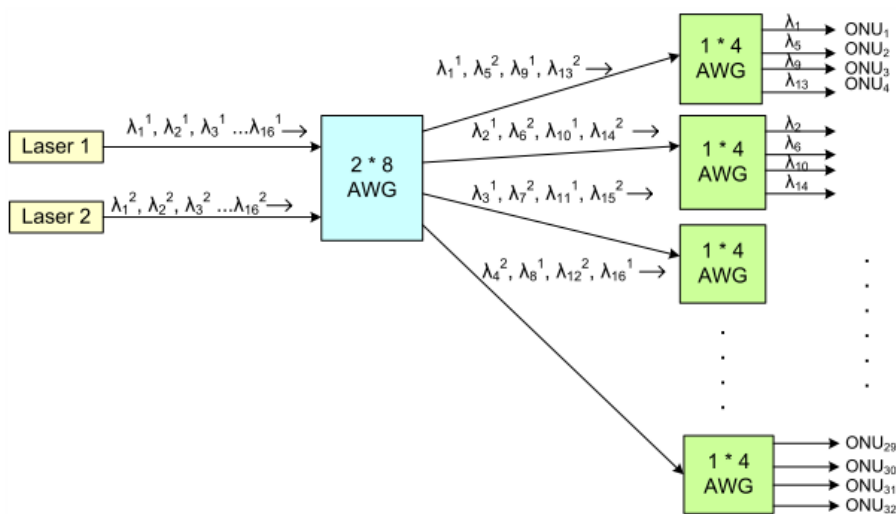 Laser 1
λ₁¹, λ₂¹, λ₃¹ ...λ₁₆¹
Laser 2
λ₁², λ₂², λ₃² ...λ₁₆²
2 * 8
AWG
λ₁¹, λ₅², λ₉¹, λ₁₃²
λ₂¹, λ₆², λ₁₀¹, λ₁₄²
λ₃¹, λ₇², λ₁₁¹, λ₁₅²
λ₄², λ₈¹, λ₁₂², λ₁₆¹
1 * 4
AWG
λ₁
ONU₁
λ₅
ONU₂
λ₉
ONU₃
λ₁₃
ONU₄
1 * 4
AWG
λ₂
λ₆
λ₁₀
λ₁₄
1 * 4
AWG
1 * 4
AWG
ONU₂₉
ONU₃₀
ONU₃₁
ONU₃₂